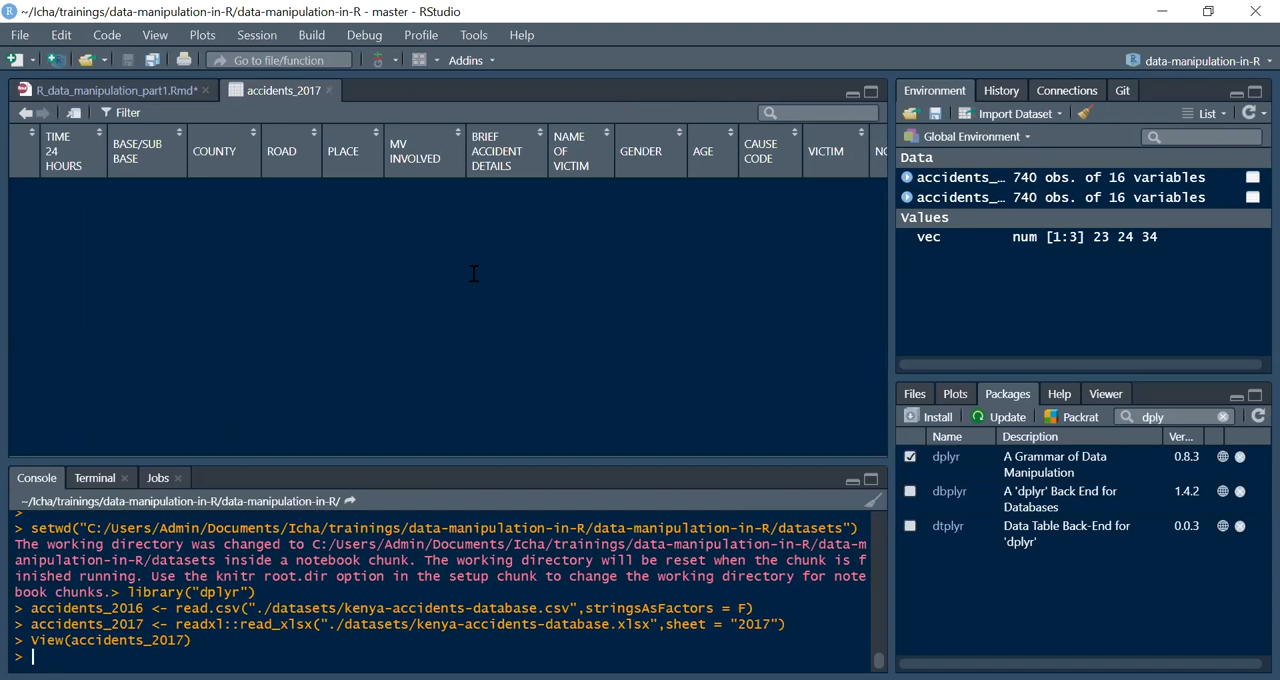 ~/Icha/trainings/data-manipulation-in-R/data-manipulation-in-R - master - RStudio
File Edit Code View Plots Session Build Debug Profile Tools Help
Go to file/function Addins data-manipulation-in-R
R_data_manipulation_part1.Rmd* accidents_2017
Filter
TIME 24 HOURS
BASE/SUB BASE
COUNTY
ROAD
PLACE
MV INVOLVED
BRIEF ACCIDENT DETAILS
NAME OF VICTIM
GENDER
AGE
CAUSE CODE
VICTIM
NO
Environment History Connections Git
Import Dataset List
Global Environment
Data
accidents_… 740 obs. of 16 variables
accidents_… 740 obs. of 16 variables
Values
vec num [1:3] 23 24 34
Files Plots Packages Help Viewer
Install Update Packrat dply
Name Description Ver...
dplyr A Grammar of Data Manipulation 0.8.3
dbplyr A 'dplyr' Back End for Databases 1.4.2
dtplyr Data Table Back-End for 'dplyr' 0.0.3
Console Terminal Jobs
~/Icha/trainings/data-manipulation-in-R/data-manipulation-in-R/
>
> setwd("C:/Users/Admin/Documents/Icha/trainings/data-manipulation-in-R/data-manipulation-in-R/datasets")
The working directory was changed to C:/Users/Admin/Documents/Icha/trainings/data-manipulation-in-R/data-m
anipulation-in-R/datasets inside a notebook chunk. The working directory will be reset when the chunk is f
inished running. Use the knitr root.dir option in the setup chunk to change the working directory for note
book chunks.> library("dplyr")
> accidents_2016 <- read.csv("./datasets/kenya-accidents-database.csv",stringsAsFactors = F)
> accidents_2017 <- readxl::read_xlsx("./datasets/kenya-accidents-database.xlsx",sheet = "2017")
> View(accidents_2017)
>